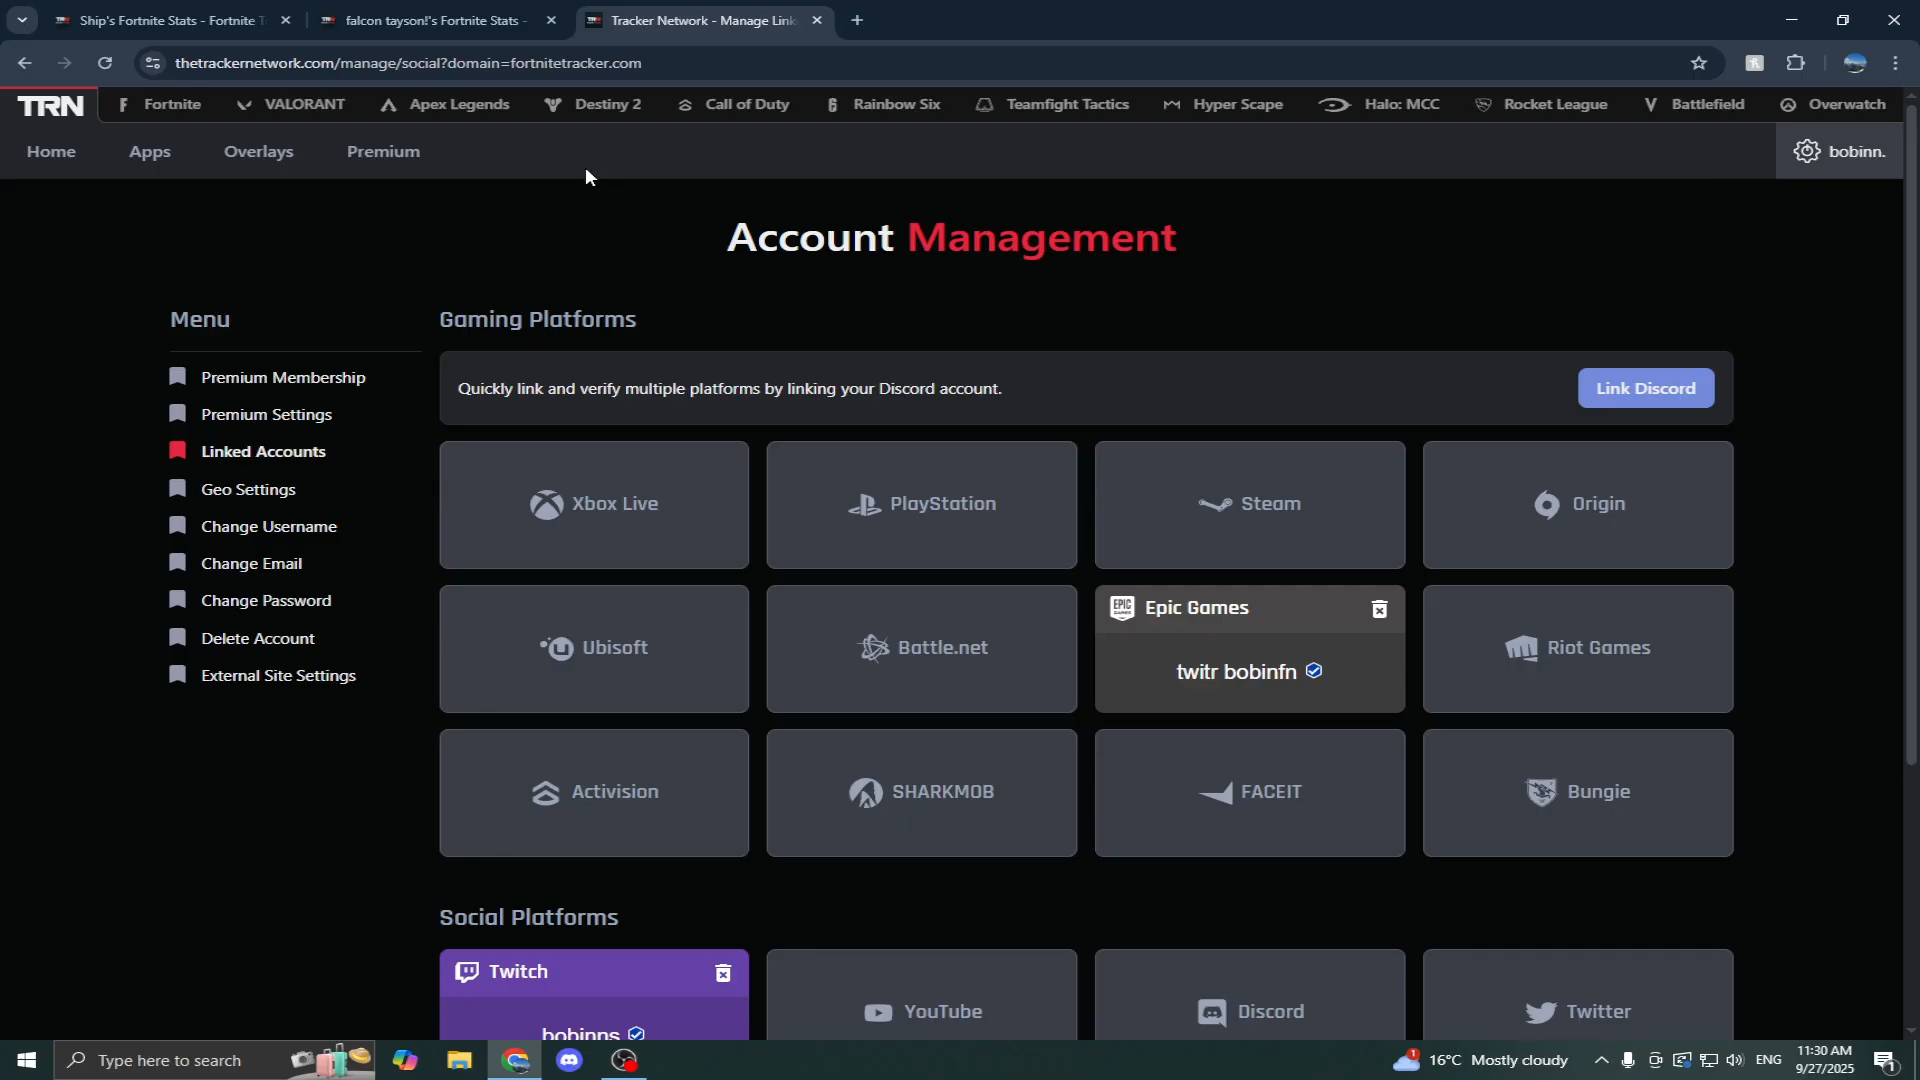 Ship's Fortnite Stats - Fortnite T
falcon tayson!'s Fortnite Stats -
Tracker Network - Manage Link
thetrackernetwork.com/manage/social?domain=fortnitetracker.com
TRN
Fortnite
VALORANT
Apex Legends
Destiny 2
Call of Duty
Rainbow Six
Teamfight Tactics
Hyper Scape
Halo: MCC
Rocket League
Battlefield
Overwatch
Home
Apps
Overlays
Premium
bobinn.
Account Management
Menu
Premium Membership
Premium Settings
Linked Accounts
Geo Settings
Change Username
Change Email
Change Password
Delete Account
External Site Settings
Gaming Platforms
Quickly link and verify multiple platforms by linking your Discord account.
Link Discord
Xbox Live
PlayStation
Steam
Origin
Ubisoft
Battle.net
EPIC GAMES
Epic Games
twitr bobinfn
Riot Games
Activision
SHARKMOB
FACEIT
Bungie
Social Platforms
Twitch
bobinns
YouTube
Discord
Twitter
Type here to search
1
16°C Mostly cloudy
ENG
11:30 AM
9/27/2025
1